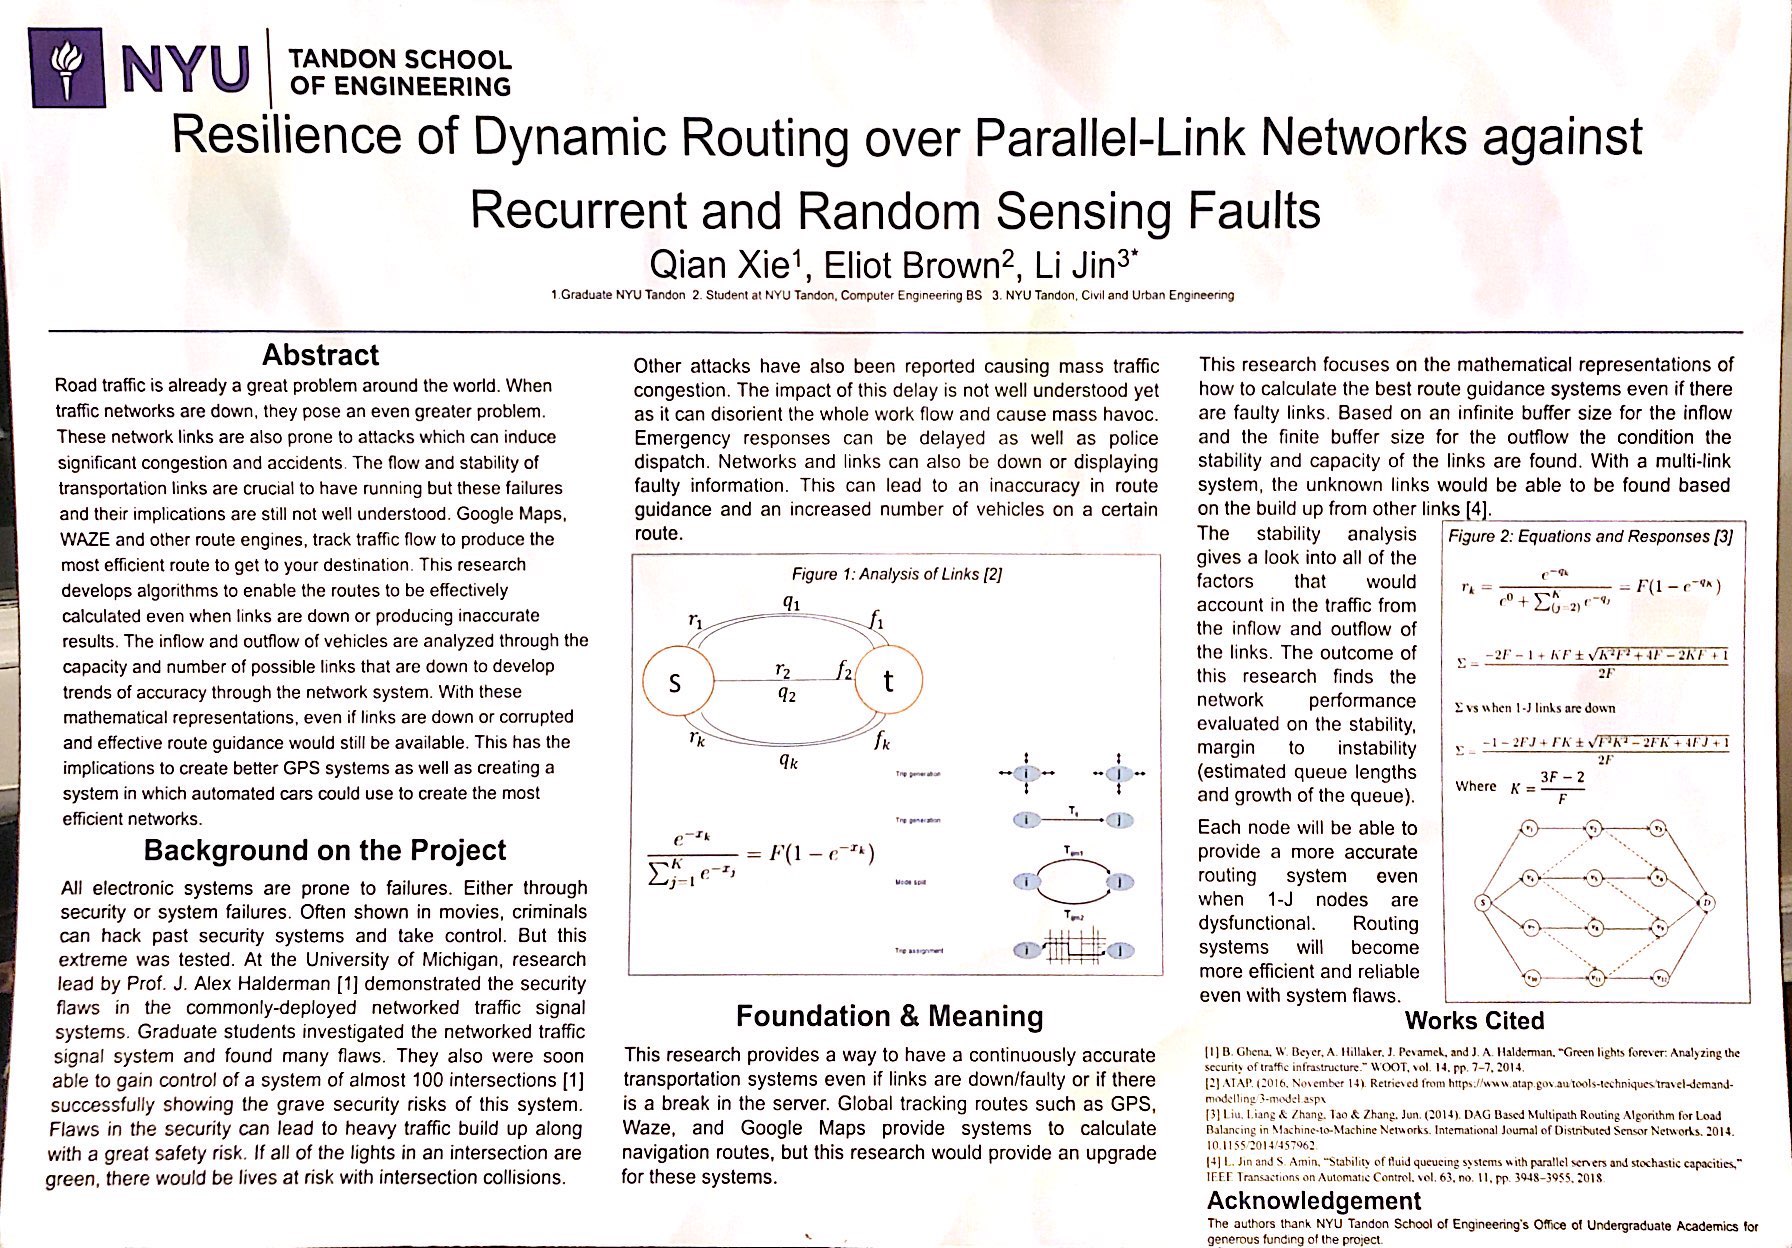 NYU
TANDON SCHOOL
OF ENGINEERING
Resilience of Dynamic Routing over Parallel-Link Networks against
Recurrent and Random Sensing Faults
Qian Xie¹, Eliot Brown², Li Jin³*
1.Graduate NYU Tandon 2. Student at NYU Tandon, Computer Engineering BS 3. NYU Tandon, Civil and Urban Engineering
Abstract
Road traffic is already a great problem around the world. When
traffic networks are down, they pose an even greater problem.
These network links are also prone to attacks which can induce
significant congestion and accidents. The flow and stability of
transportation links are crucial to have running but these failures
and their implications are still not well understood. Google Maps,
WAZE and other route engines, track traffic flow to produce the
most efficient route to get to your destination. This research
develops algorithms to enable the routes to be effectively
calculated even when links are down or producing inaccurate
results. The inflow and outflow of vehicles are analyzed through the
capacity and number of possible links that are down to develop
trends of accuracy through the network system. With these
mathematical representations, even if links are down or corrupted
and effective route guidance would still be available. This has the
implications to create better GPS systems as well as creating a
system in which automated cars could use to create the most
efficient networks.
Background on the Project
All electronic systems are prone to failures. Either through
security or system failures. Often shown in movies, criminals
can hack past security systems and take control. But this
extreme was tested. At the University of Michigan, research
lead by Prof. J. Alex Halderman [1] demonstrated the security
flaws in the commonly-deployed networked traffic signal
systems. Graduate students investigated the networked traffic
signal system and found many flaws. They also were soon
able to gain control of a system of almost 100 intersections [1]
successfully showing the grave security risks of this system.
Flaws in the security can lead to heavy traffic build up along
with a great safety risk. If all of the lights in an intersection are
green, there would be lives at risk with intersection collisions.
Other attacks have also been reported causing mass traffic
congestion. The impact of this delay is not well understood yet
as it can disorient the whole work flow and cause mass havoc.
Emergency responses can be delayed as well as police
dispatch. Networks and links can also be down or displaying
faulty information. This can lead to an inaccuracy in route
guidance and an increased number of vehicles on a certain
route.
Figure 1: Analysis of Links [2]
q1
r1 f1
S r2 f2 t
q2
rk fk
qk
Trip generation
i j
Trip generation
i j
Mode split
i j
Trip assignment
i j
e^{-x_k} / ∑_{j=1}^{K} e^{-x_j} = F(1 − e^{-x_k})
Foundation & Meaning
This research provides a way to have a continuously accurate
transportation systems even if links are down/faulty or if there
is a break in the server. Global tracking routes such as GPS,
Waze, and Google Maps provide systems to calculate
navigation routes, but this research would provide an upgrade
for these systems.
This research focuses on the mathematical representations of
how to calculate the best route guidance systems even if there
are faulty links. Based on an infinite buffer size for the inflow
and the finite buffer size for the outflow the condition the
stability and capacity of the links are found. With a multi-link
system, the unknown links would be able to be found based
on the build up from other links [4].
The stability analysis
gives a look into all of the
factors that would
account in the traffic from
the inflow and outflow of
the links. The outcome of
this research finds the
network performance
evaluated on the stability,
margin to instability
(estimated queue lengths
and growth of the queue).
Each node will be able to
provide a more accurate
routing system even
when 1-J nodes are
dysfunctional. Routing
systems will become
more efficient and reliable
even with system flaws.
Figure 2: Equations and Responses [3]
r_k = e^{-q_k} / (e^0 + ∑_{(j=2)}^{K} e^{-q_j}) = F(1 − e^{-q_k})
Σ = (−2F − 1 + KF ± √(K²F² + 4F − 2KF + 1)) / 2F
Σ vs when 1-J links are down
Σ = (−1 − 2FJ + FK ± √(F²K² − 2FK + 4FJ + 1)) / 2F
Where K = (3F − 2) / F
S D
Works Cited
[1] B. Ghena, W. Beyer, A. Hillaker, J. Pevarnek, and J. A. Halderman, "Green lights forever: Analyzing the
security of traffic infrastructure." WOOT, vol. 14, pp. 7–7, 2014.
[2] ATAP. (2016, November 14). Retrieved from https://www.atap.gov.au/tools-techniques/travel-demand-
modelling/3-model.aspx
[3] Liu, Liang & Zhang, Tao & Zhang, Jun. (2014). DAG Based Multipath Routing Algorithm for Load
Balancing in Machine-to-Machine Networks. International Journal of Distributed Sensor Networks. 2014.
10.1155/2014/457962.
[4] L. Jin and S. Amin, "Stability of fluid queueing systems with parallel servers and stochastic capacities,"
IEEE Transactions on Automatic Control, vol. 63, no. 11, pp. 3948–3955, 2018.
Acknowledgement
The authors thank NYU Tandon School of Engineering's Office of Undergraduate Academics for
generous funding of the project.